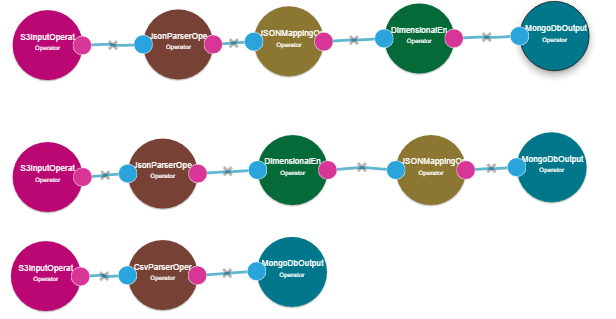 S3InputOperat
Operator
JsonParserOpe
Operator
JSONMappingO
Operator
DimensionalEn
Operator
MongoDbOutput
Operator
S3InputOperat
Operator
JsonParserOpe
Operator
DimensionalEn
Operator
JSONMappingO
Operator
MongoDbOutput
Operator
S3InputOperat
Operator
CsvParserOper
Operator
MongoDbOutput
Operator